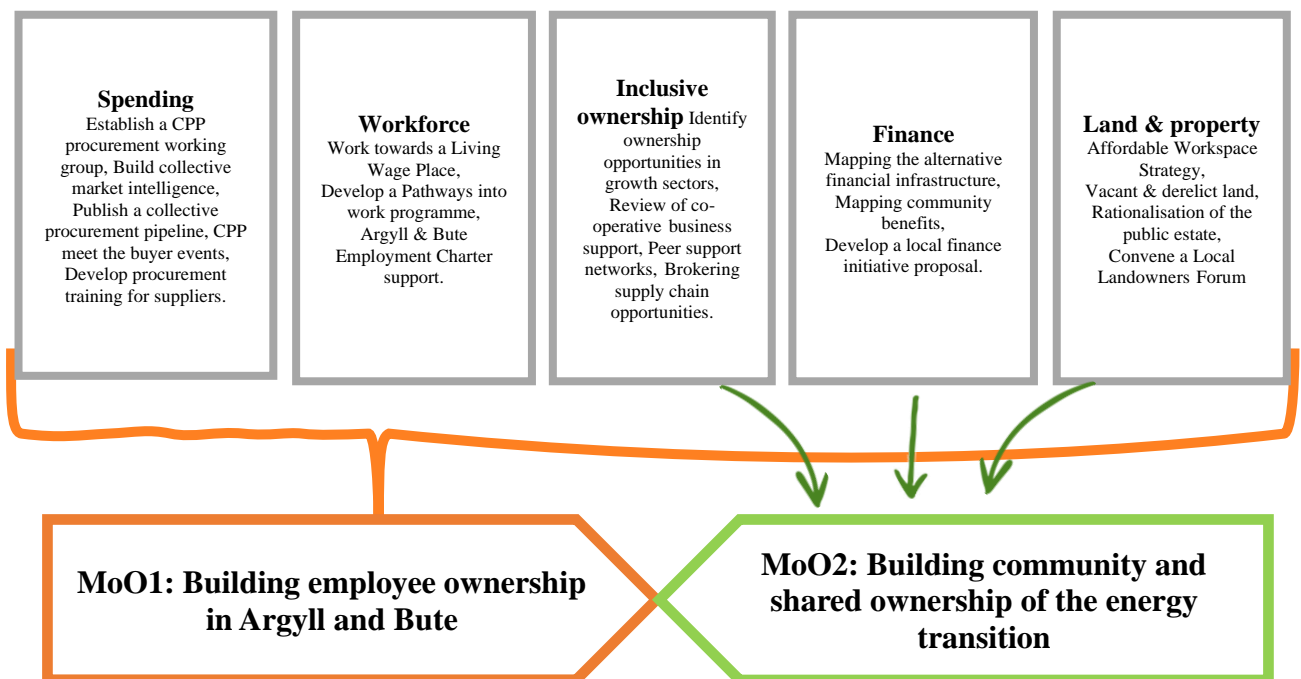 Spending
Establish a CPP
procurement working
group, Build collective
market intelligence,
Publish a collective
procurement pipeline, CPP
meet the buyer events,
Develop procurement
training for suppliers.
Workforce
Work towards a Living
Wage Place,
Develop a Pathways into
work programme,
Argyll & Bute
Employment Charter
support.
Inclusive
ownership Identify
ownership
opportunities in
growth sectors,
Review of co-
operative business
support, Peer support
networks, Brokering
supply chain
opportunities.
Finance
Mapping the alternative
financial infrastructure,
Mapping community
benefits,
Develop a local finance
initiative proposal.
Land & property
Affordable Workspace
Strategy,
Vacant & derelict land,
Rationalisation of the
public estate,
Convene a Local
Landowners Forum
MoO1: Building employee ownership
in Argyll and Bute
MoO2: Building community and
shared ownership of the energy
transition